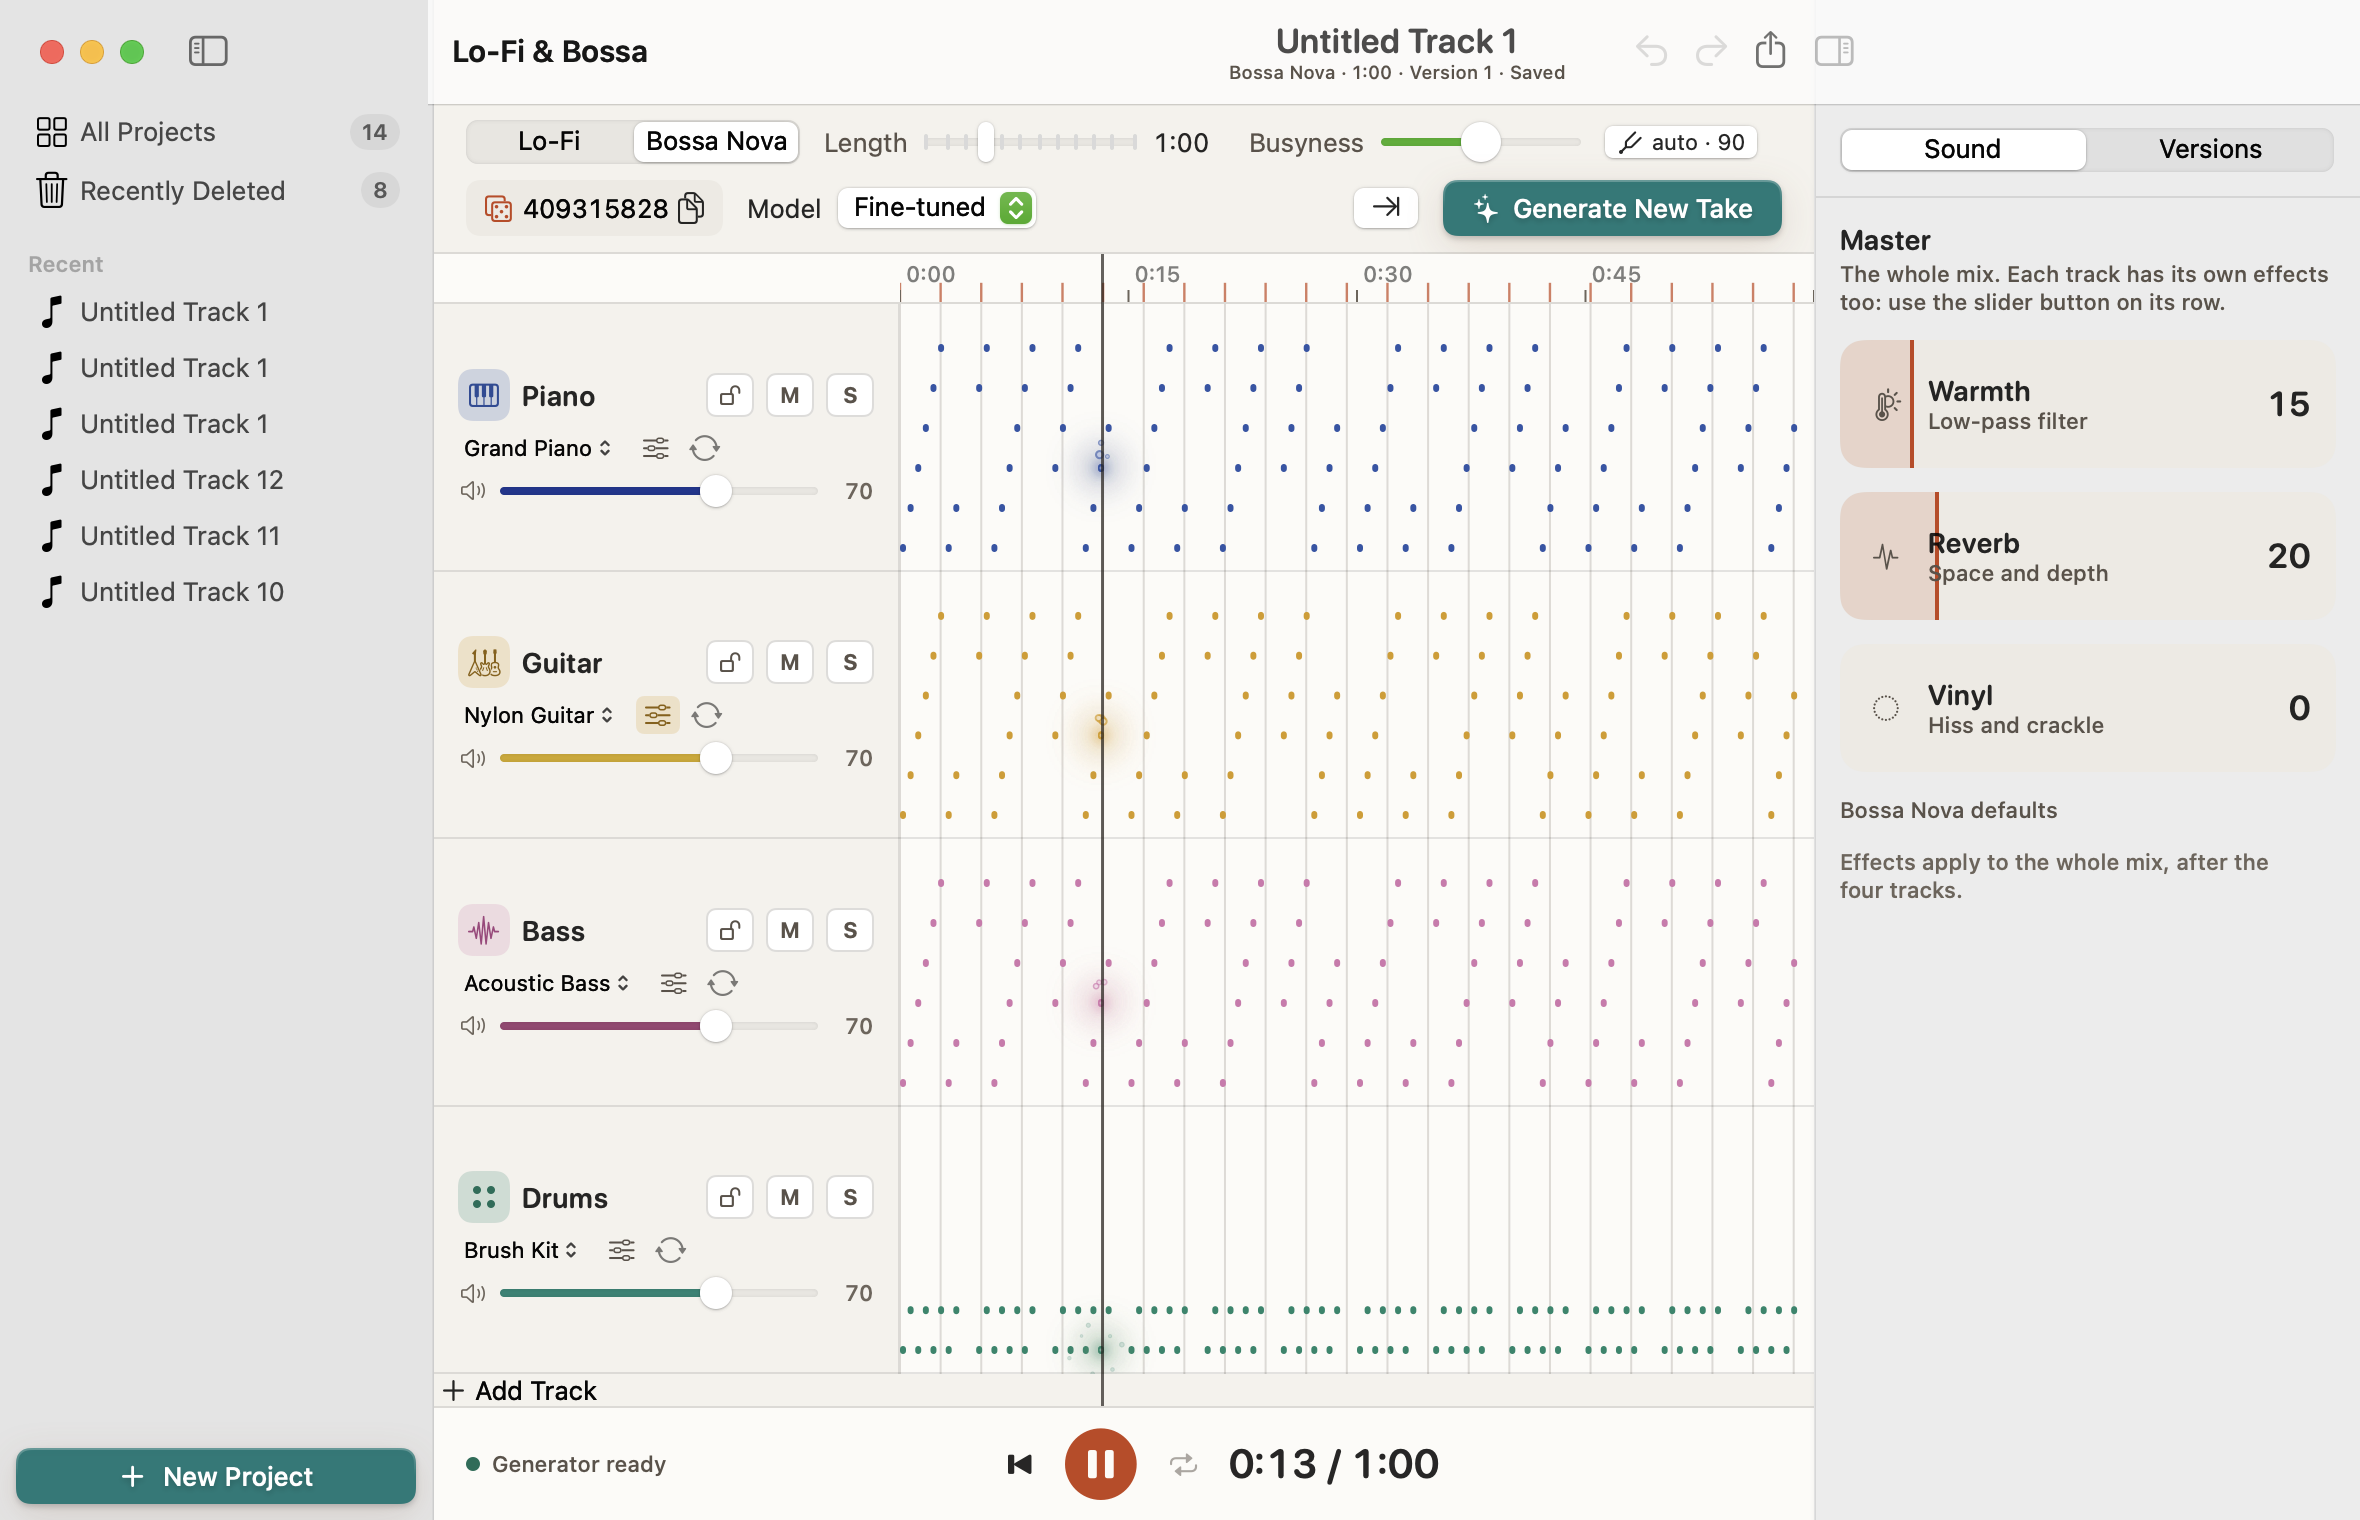 All Projects 14
Recently Deleted 8
Recent
Untitled Track 1
Untitled Track 1
Untitled Track 1
Untitled Track 12
Untitled Track 11
Untitled Track 10
+ New Project
Lo-Fi & Bossa
Untitled Track 1
Bossa Nova · 1:00 · Version 1 · Saved
Lo-Fi Bossa Nova Length 1:00 Busyness auto · 90
409315828 Model Fine-tuned Generate New Take
0:00 0:15 0:30 0:45
Piano M S
Grand Piano
70
Guitar M S
Nylon Guitar
70
Bass M S
Acoustic Bass
70
Drums M S
Brush Kit
70
+ Add Track
Generator ready 0:13 / 1:00
Sound Versions
Master
The whole mix. Each track has its own effects
too: use the slider button on its row.
Warmth 15
Low-pass filter
Reverb 20
Space and depth
Vinyl 0
Hiss and crackle
Bossa Nova defaults
Effects apply to the whole mix, after the
four tracks.